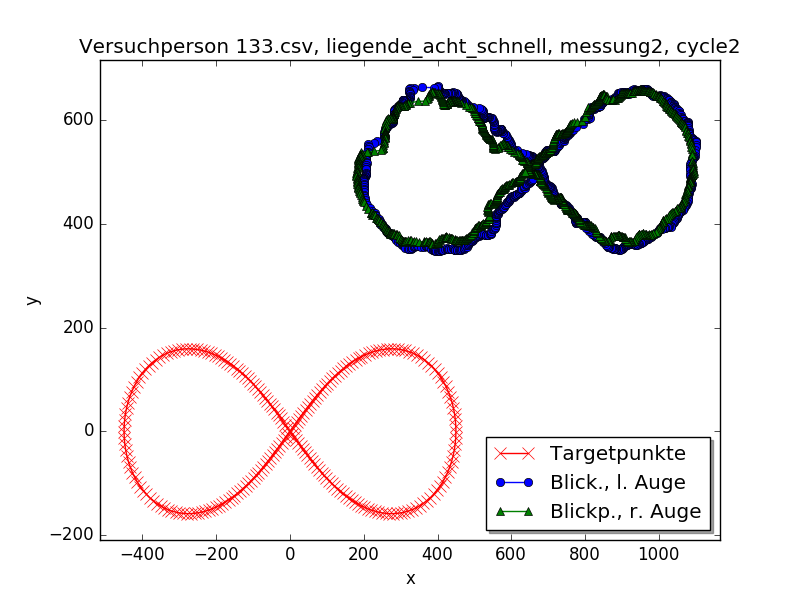 Versuchperson 133.csv, liegende_acht_schnell, messung2, cycle2
y
600
400
200
0
−200
−400
−200
0
200
400
600
800
1000
x
Targetpunkte
Blick., l. Auge
Blickp., r. Auge